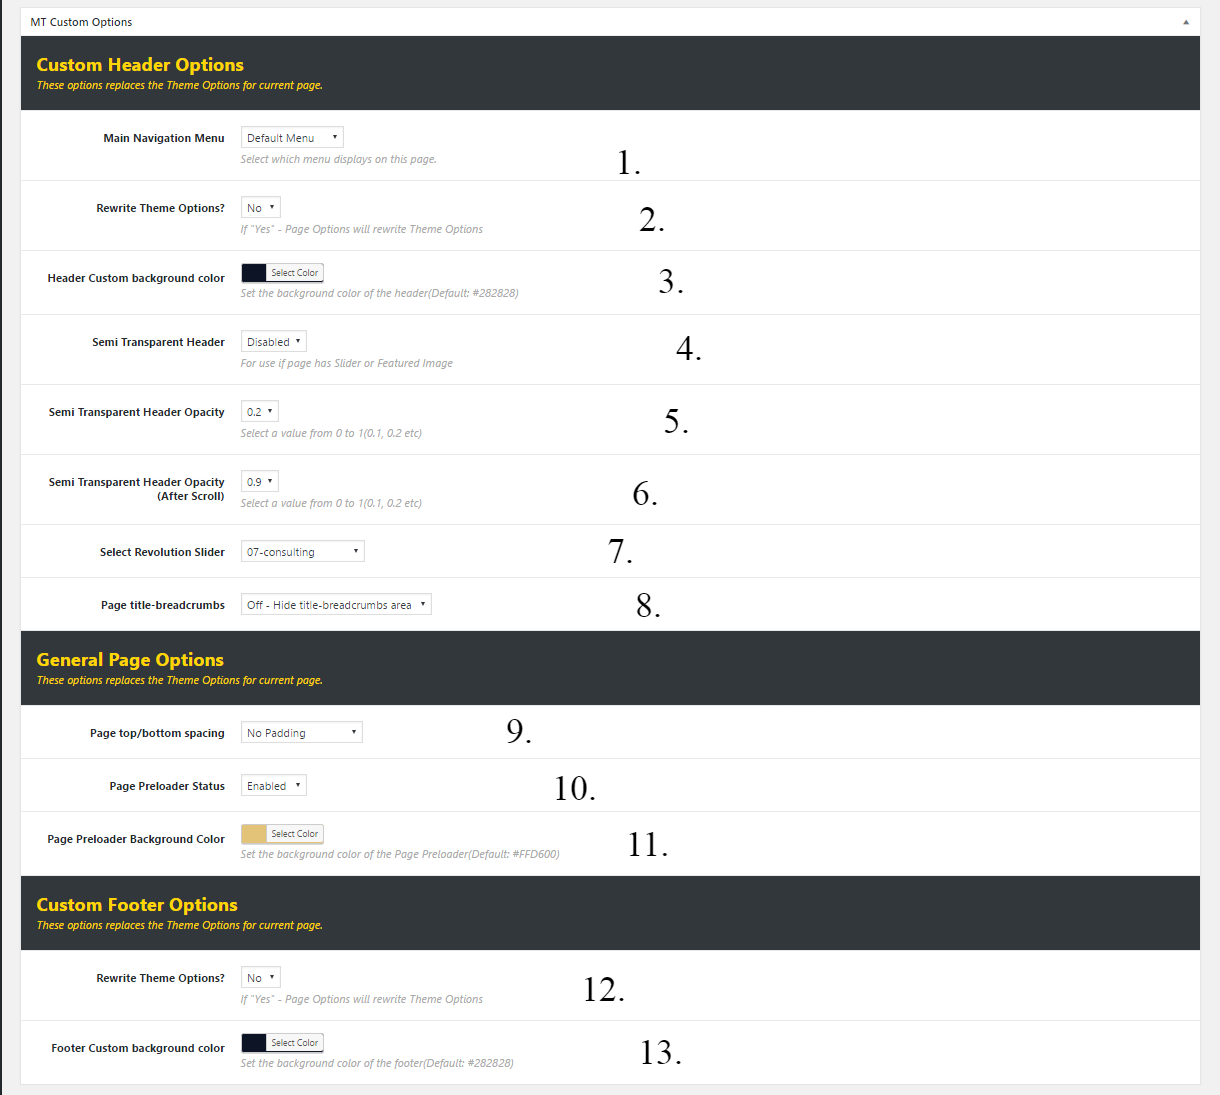 MT Custom Options
Custom Header Options
These options replaces the Theme Options for current page.
Main Navigation Menu
Default Menu
Select which menu displays on this page.
1.
Rewrite Theme Options?
No
If "Yes" - Page Options will rewrite Theme Options
2.
Header Custom background color
Select Color
Set the background color of the header(Default: #282828)
3.
Semi Transparent Header
Disabled
For use if page has Slider or Featured Image
4.
Semi Transparent Header Opacity
0.2
Select a value from 0 to 1(0.1, 0.2 etc)
5.
Semi Transparent Header Opacity
(After Scroll)
0.9
Select a value from 0 to 1(0.1, 0.2 etc)
6.
Select Revolution Slider
07-consulting
7.
Page title-breadcrumbs
Off - Hide title-breadcrumbs area
8.
General Page Options
These options replaces the Theme Options for current page.
Page top/bottom spacing
No Padding
9.
Page Preloader Status
Enabled
10.
Page Preloader Background Color
Select Color
Set the background color of the Page Preloader(Default: #FFD600)
11.
Custom Footer Options
These options replaces the Theme Options for current page.
Rewrite Theme Options?
No
If "Yes" - Page Options will rewrite Theme Options
12.
Footer Custom background color
Select Color
Set the background color of the footer(Default: #282828)
13.